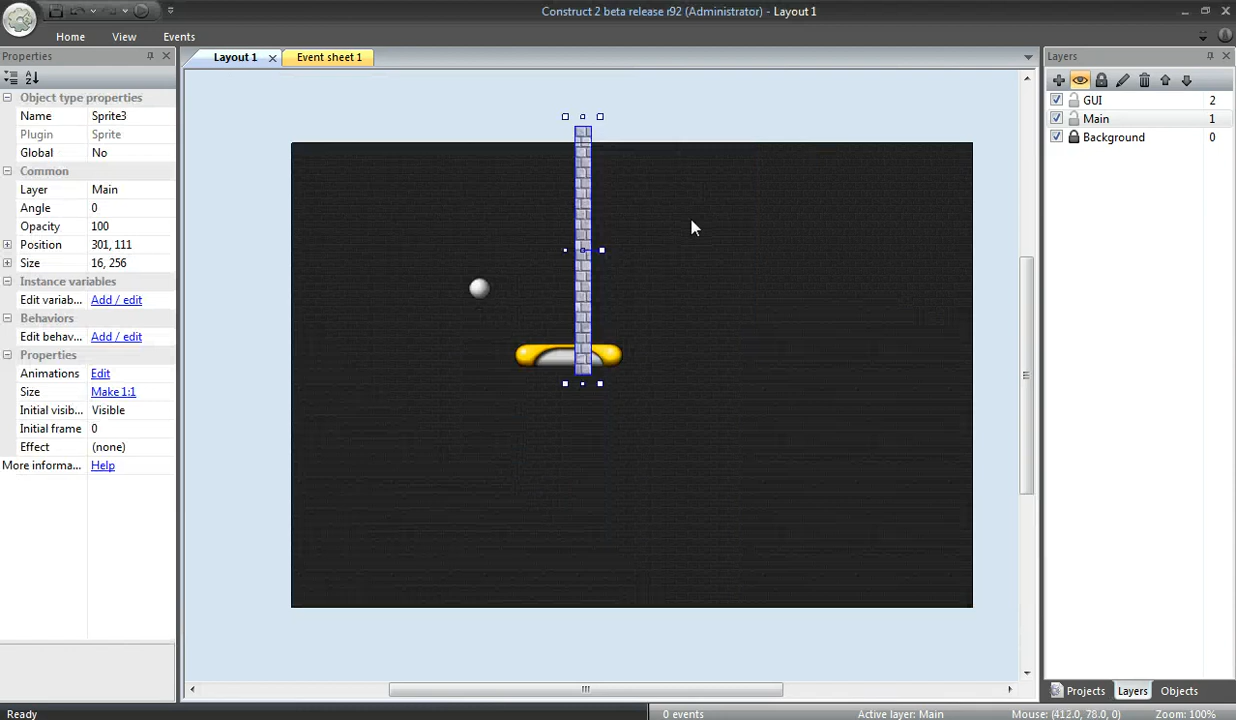 Construct 2 beta release r92 (Administrator) - Layout 1
Home View Events
Properties
Layout 1 Event sheet 1
Layers
Object type properties
Name Sprite3
Plugin Sprite
Global No
Common
Layer Main
Angle 0
Opacity 100
Position 301, 111
Size 16, 256
Instance variables
Edit variab... Add / edit
Behaviors
Edit behav... Add / edit
Properties
Animations Edit
Size Make 1:1
Initial visib... Visible
Initial frame 0
Effect (none)
More informa... Help
GUI 2
Main 1
Background 0
Projects Layers Objects
Ready 0 events Active layer: Main Mouse: (412.0, 78.0, 0) Zoom: 100%